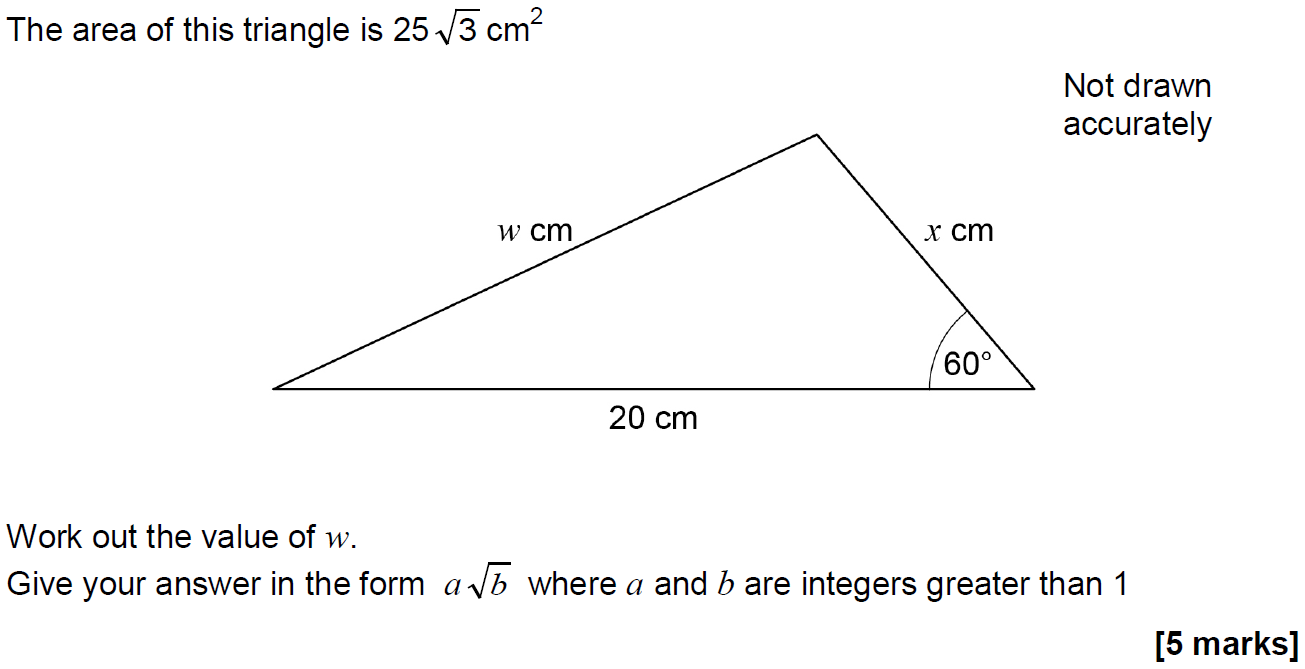 The area of this triangle is 25√3 cm²
Not drawn
accurately
w cm
x cm
60°
20 cm
Work out the value of w.
Give your answer in the form a√b where a and b are integers greater than 1
[5 marks]